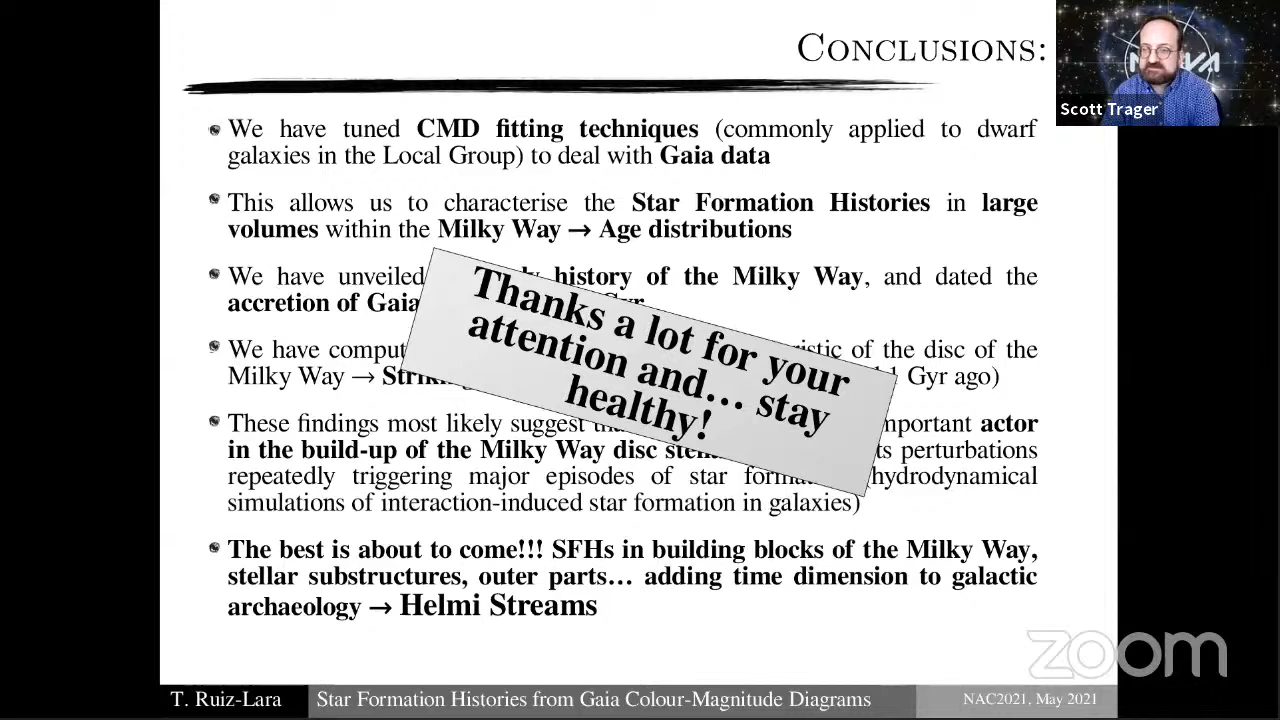 CONCLUSIONS:
Scott Trager
We have tuned CMD fitting techniques (commonly applied to dwarf
galaxies in the Local Group) to deal with Gaia data
This allows us to characterise the Star Formation Histories in large
volumes within the Milky Way → Age distributions
We have unveiled history of the Milky Way, and dated the
accretion of Gaia
We have of the disc of the
Milky Way → Gyr ago)
These findings most likely suggest actor
in the build-up of the Milky Way disc perturbations
repeatedly triggering major episodes of star (hydrodynamical
simulations of interaction-induced star formation in galaxies)
The best is about to come!!! SFHs in building blocks of the Milky Way,
stellar substructures, outer parts… adding time dimension to galactic
archaeology → Helmi Streams
Thanks a lot for your
attention and… stay
healthy!
zoom
T. Ruiz-Lara Star Formation Histories from Gaia Colour-Magnitude Diagrams NAC2021, May 2021